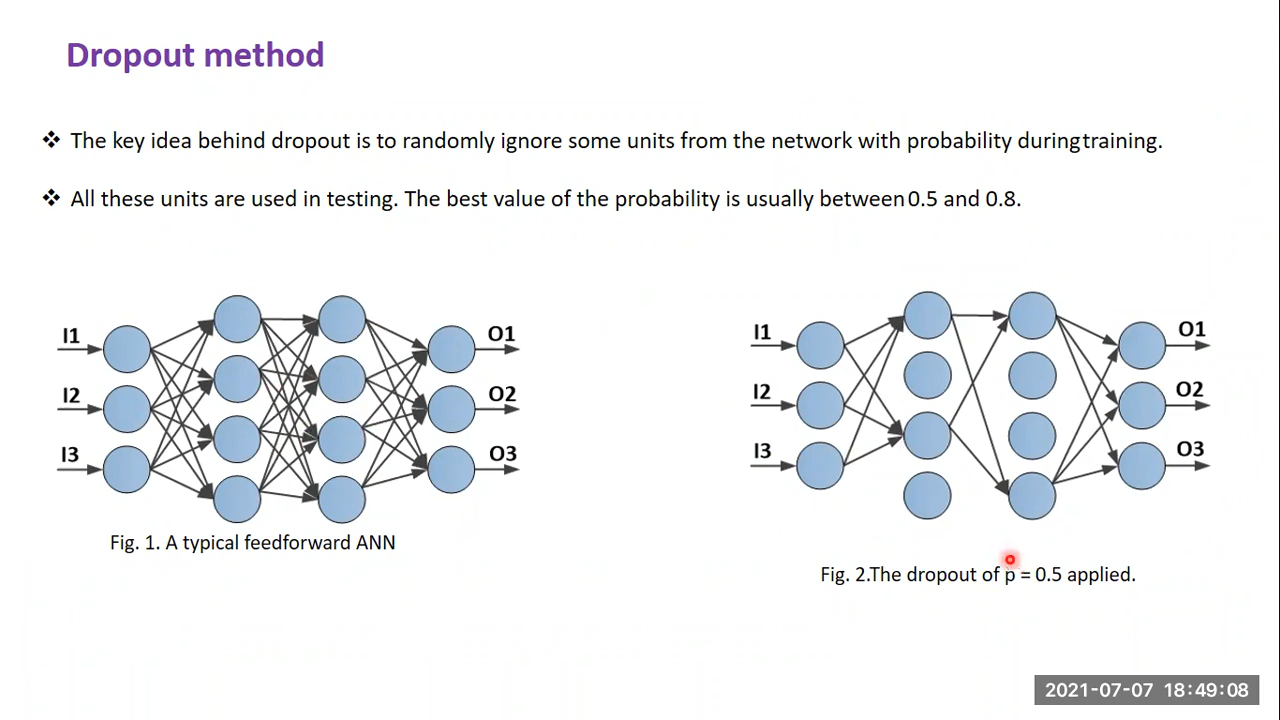 Dropout method
❖ The key idea behind dropout is to randomly ignore some units from the network with probability during training.
❖ All these units are used in testing. The best value of the probability is usually between 0.5 and 0.8.
I1
I2
I3
O1
O2
O3
Fig. 1. A typical feedforward ANN
I1
I2
I3
O1
O2
O3
Fig. 2.The dropout of p = 0.5 applied.
2021-07-07 18:49:08